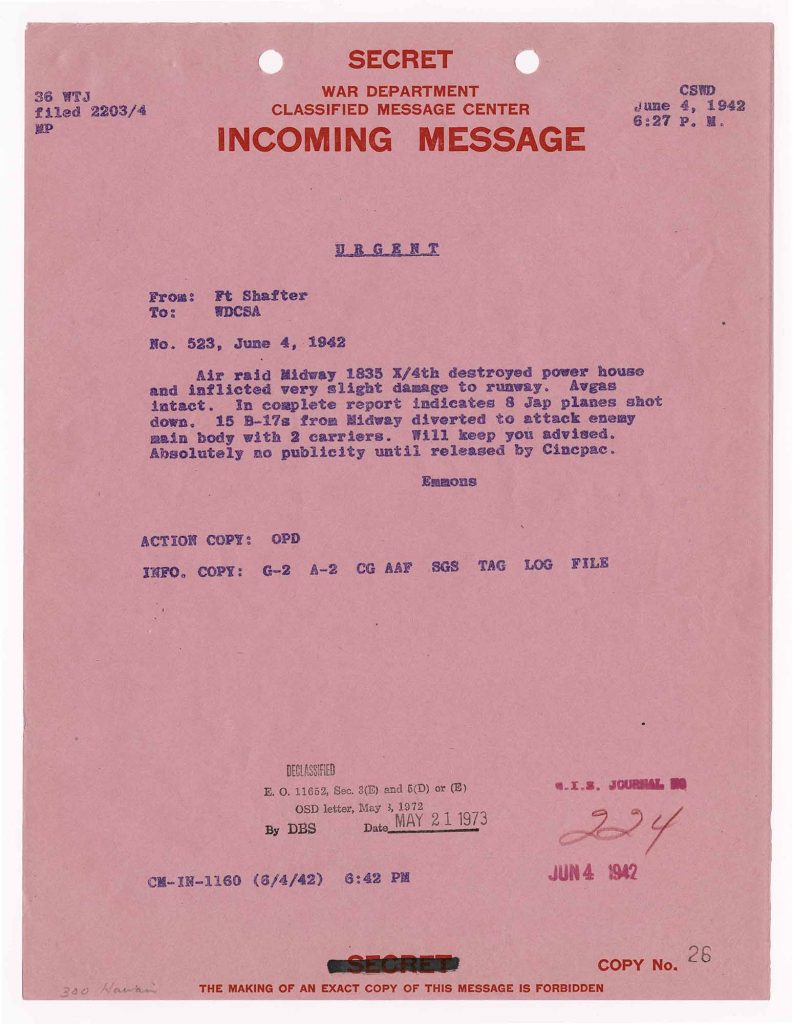 SECRET
WAR DEPARTMENT
CLASSIFIED MESSAGE CENTER
INCOMING MESSAGE
36 WTJ
filed 2203/4
MP
CSWD
June 4, 1942
6:27 P. M.
URGENT
From: Ft Shafter
To: WDCSA
No. 523, June 4, 1942
Air raid Midway 1835 X/4th destroyed power house
and inflicted very slight damage to runway. Avgas
intact. In complete report indicates 8 Jap planes shot
down. 15 B-17s from Midway diverted to attack enemy
main body with 2 carriers. Will keep you advised.
Absolutely no publicity until released by Cincpac.
Emmons
ACTION COPY: OPD
INFO. COPY: G-2 A-2 CG AAF SGS TAG LOG FILE
DECLASSIFIED
E. O. 11652, Sec. 3(E) and 5(D) or (E)
OSD letter, May 3, 1972
By DBS Date MAY 21 1973
M.I.S. JOURNAL NO
224
JUN 4 1942
CM-IN-1160 (6/4/42) 6:42 PM
SECRET
COPY No. 26
THE MAKING OF AN EXACT COPY OF THIS MESSAGE IS FORBIDDEN
300 Hawaii